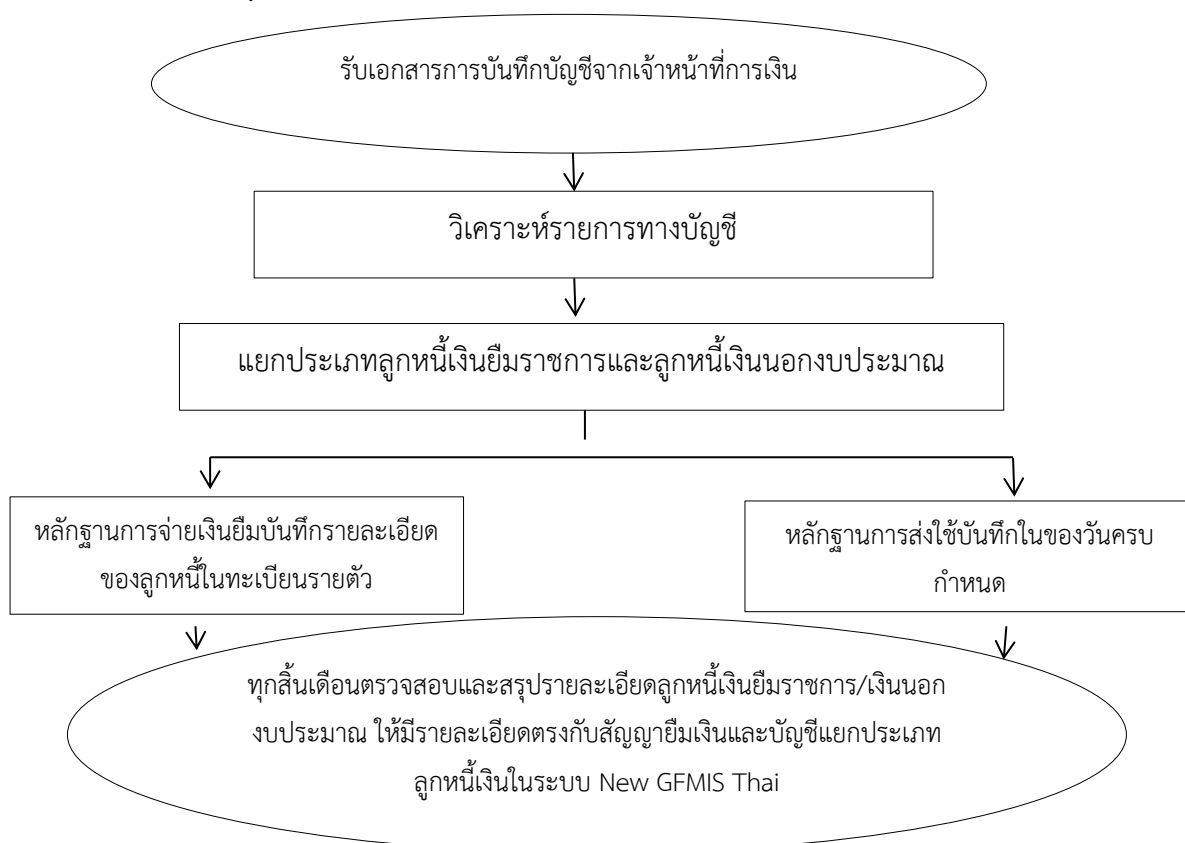 รับเอกสารการบันทึกบัญชีจากเจ้าหน้าที่การเงิน
วิเคราะห์รายการทางบัญชี
แยกประเภทลูกหนี้เงินยืมราชการและลูกหนี้เงินนอกงบประมาณ
หลักฐานการจ่ายเงินยืมบันทึกรายละเอียด
ของลูกหนี้ในทะเบียนรายตัว
หลักฐานการส่งใช้บันทึกในของวันครบ
กำหนด
ทุกสิ้นเดือนตรวจสอบและสรุปรายละเอียดลูกหนี้เงินยืมราชการ/เงินนอก
งบประมาณ ให้มีรายละเอียดตรงกับสัญญายืมเงินและบัญชีแยกประเภท
ลูกหนี้เงินในระบบ New GFMIS Thai